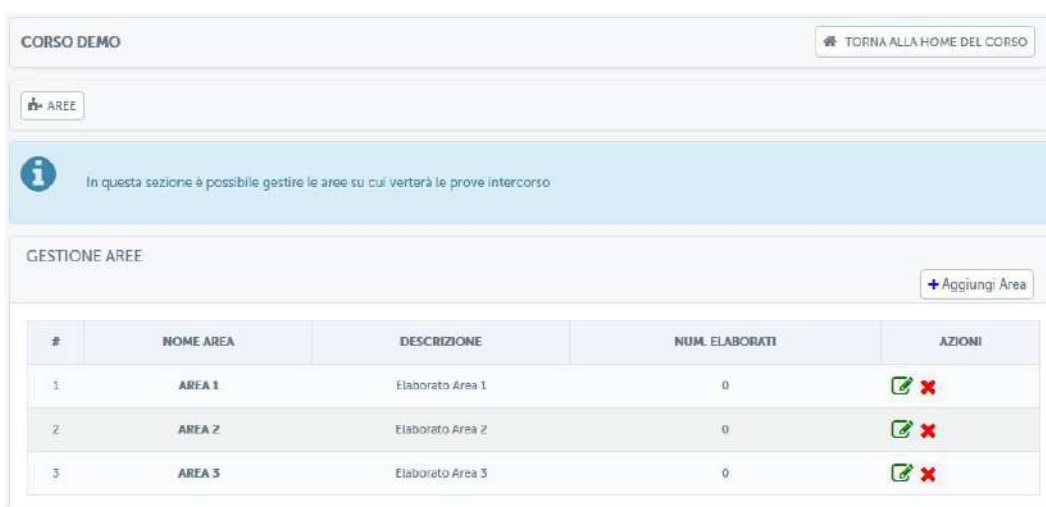 CORSO DEMO
TORNA ALLA HOME DEL CORSO
AREE
In questa sezione è possibile gestire le aree su cui verterà le prove intercorso
GESTIONE AREE
+ Aggiungi Area
# NOME AREA DESCRIZIONE NUM. ELABORATI AZIONI
1 AREA 1 Elaborato Area 1 0
2 AREA 2 Elaborato Area 2 0
3 AREA 3 Elaborato Area 3 0